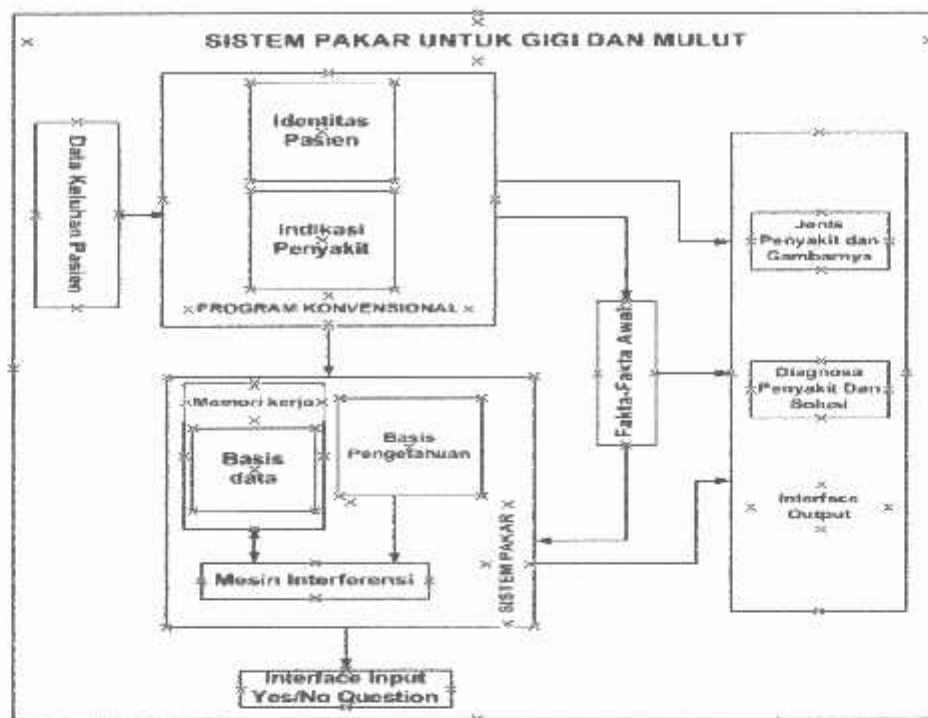 SISTEM PAKAR UNTUK GIGI DAN MULUT
Data Keluhan Pasien
Identitas
Pasien
Indikasi
Penyakit
PROGRAM KONVENSIONAL
Jenis
Penyakit dan
Gambarnya
Fakta-Fakta Awal
Diagnosa
Penyakit Dan
Solusi
Interface
Output
Memori kerja
Basis
data
Basis
Pengetahuan
Mesin Interferensi
SISTEM PAKAR
Interface Input
Yes/No Question